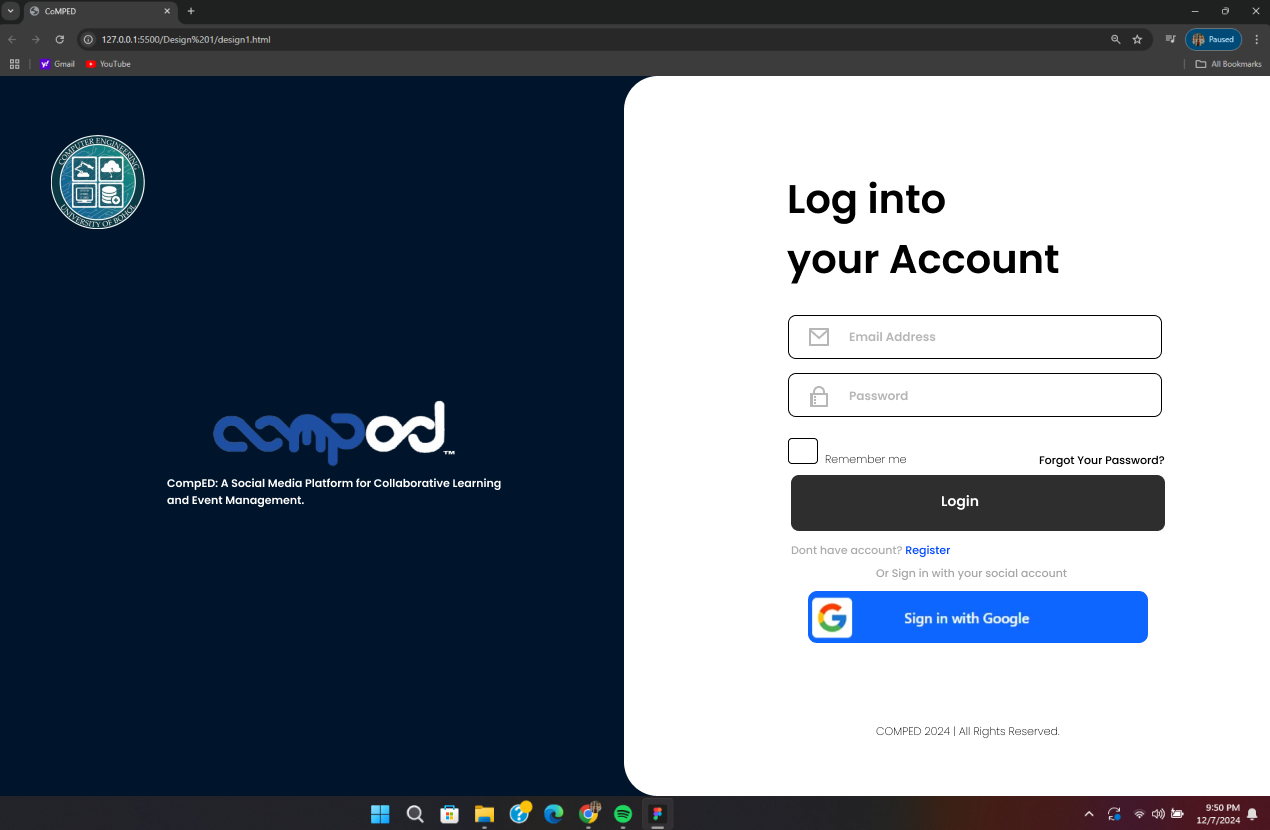 CoMPED
127.0.0.1:5500/Design%201/design1.html
Paused
Gmail
YouTube
All Bookmarks
COMPUTER ENGINEERING
UNIVERSITY OF BOHOL
Log into
your Account
Email Address
Password
Remember me
Forgot Your Password?
Login
Dont have account? Register
Or Sign in with your social account
Sign in with Google
COMPED 2024 | All Rights Reserved.
comped™
CompED: A Social Media Platform for Collaborative Learning
and Event Management.
9:50 PM
12/7/2024